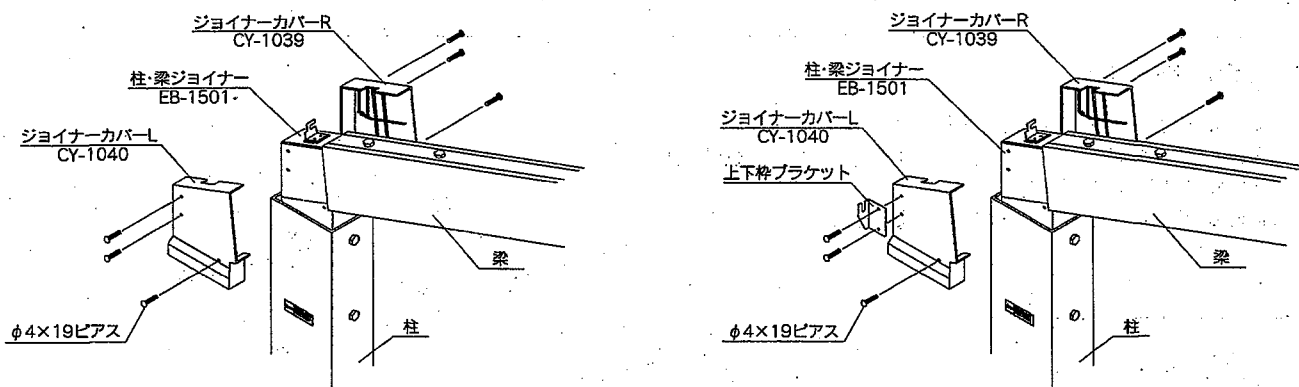 ジョイナーカバーR
CY-1039
柱・梁ジョイナー
EB-1501
ジョイナーカバーL
CY-1040
梁
柱
φ4×19ピアス
ジョイナーカバーR
CY-1039
柱・梁ジョイナー
EB-1501
ジョイナーカバーL
CY-1040
上下枠ブラケット
梁
柱
φ4×19ピアス